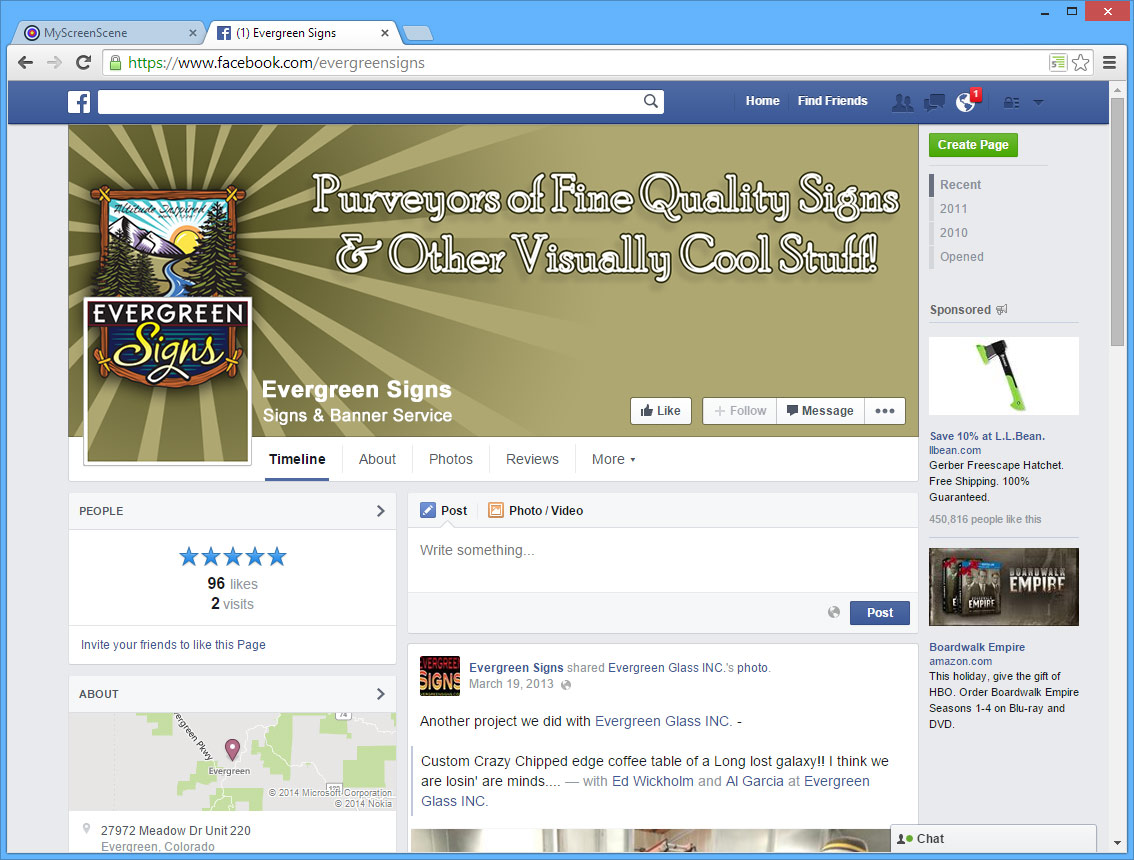 MyScreenScene
(1) Evergreen Signs
https://www.facebook.com/evergreensigns
Home
Find Friends
1
Purveyors of Fine Quality Signs
& Other Visually Cool Stuff!
Altitude Inspired
EVERGREEN
Signs
Evergreen Signs
Signs & Banner Service
Like
+ Follow
Message
Timeline
About
Photos
Reviews
More
Create Page
Recent
2011
2010
Opened
Sponsored
Save 10% at L.L.Bean.
llbean.com
Gerber Freescape Hatchet.
Free Shipping. 100%
Guaranteed.
450,816 people like this
BOARDWALK
EMPIRE
BOARDWALK
EMPIRE
Boardwalk Empire
amazon.com
This holiday, give the gift of
HBO. Order Boardwalk Empire
Seasons 1-4 on Blu-ray and
DVD.
PEOPLE
96 likes
2 visits
Invite your friends to like this Page
ABOUT
74
Evergreen Pkwy
Evergreen
© 2014 Microsoft Corporation
© 2014 Nokia
27972 Meadow Dr Unit 220
Evergreen, Colorado
Post
Photo / Video
Write something...
Post
EVERGREEN
SIGNS
Evergreen Signs shared Evergreen Glass INC.'s photo.
March 19, 2013
Another project we did with Evergreen Glass INC. -
Custom Crazy Chipped edge coffee table of a Long lost galaxy!! I think we
are losin' are minds.... — with Ed Wickholm and Al Garcia at Evergreen
Glass INC.
Chat